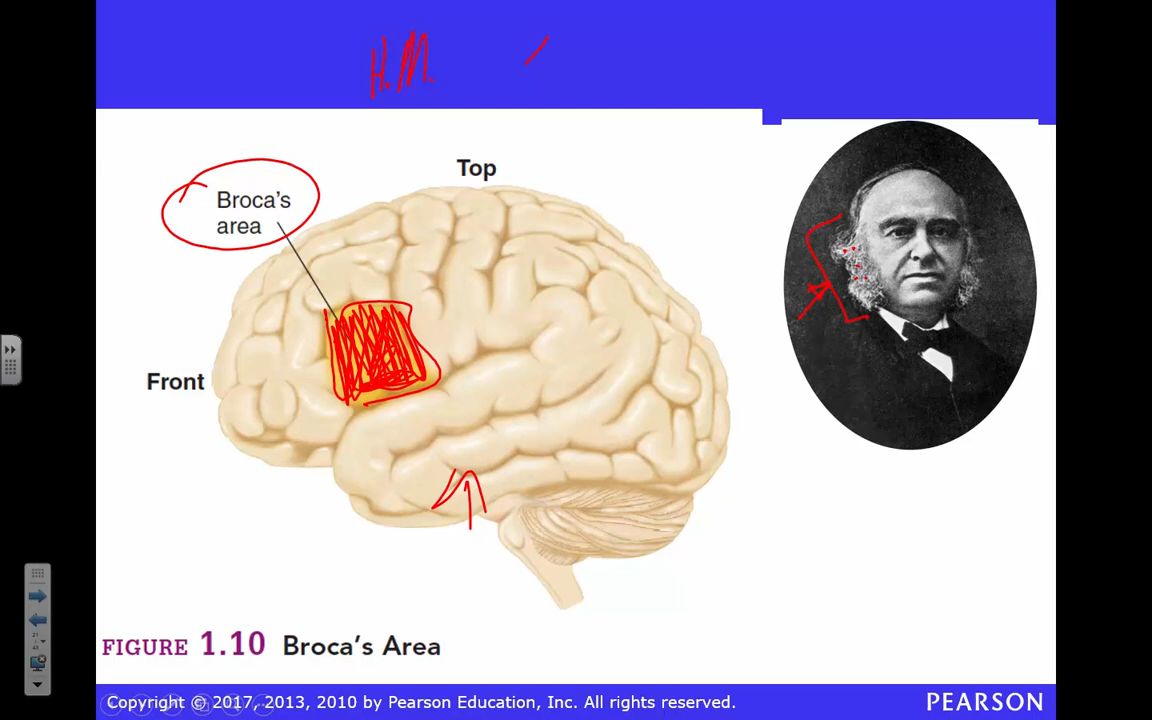 H.M.
Top
Broca's
area
Front
FIGURE 1.10 Broca's Area
Copyright © 2017, 2013, 2010 by Pearson Education, Inc. All rights reserved.
PEARSON